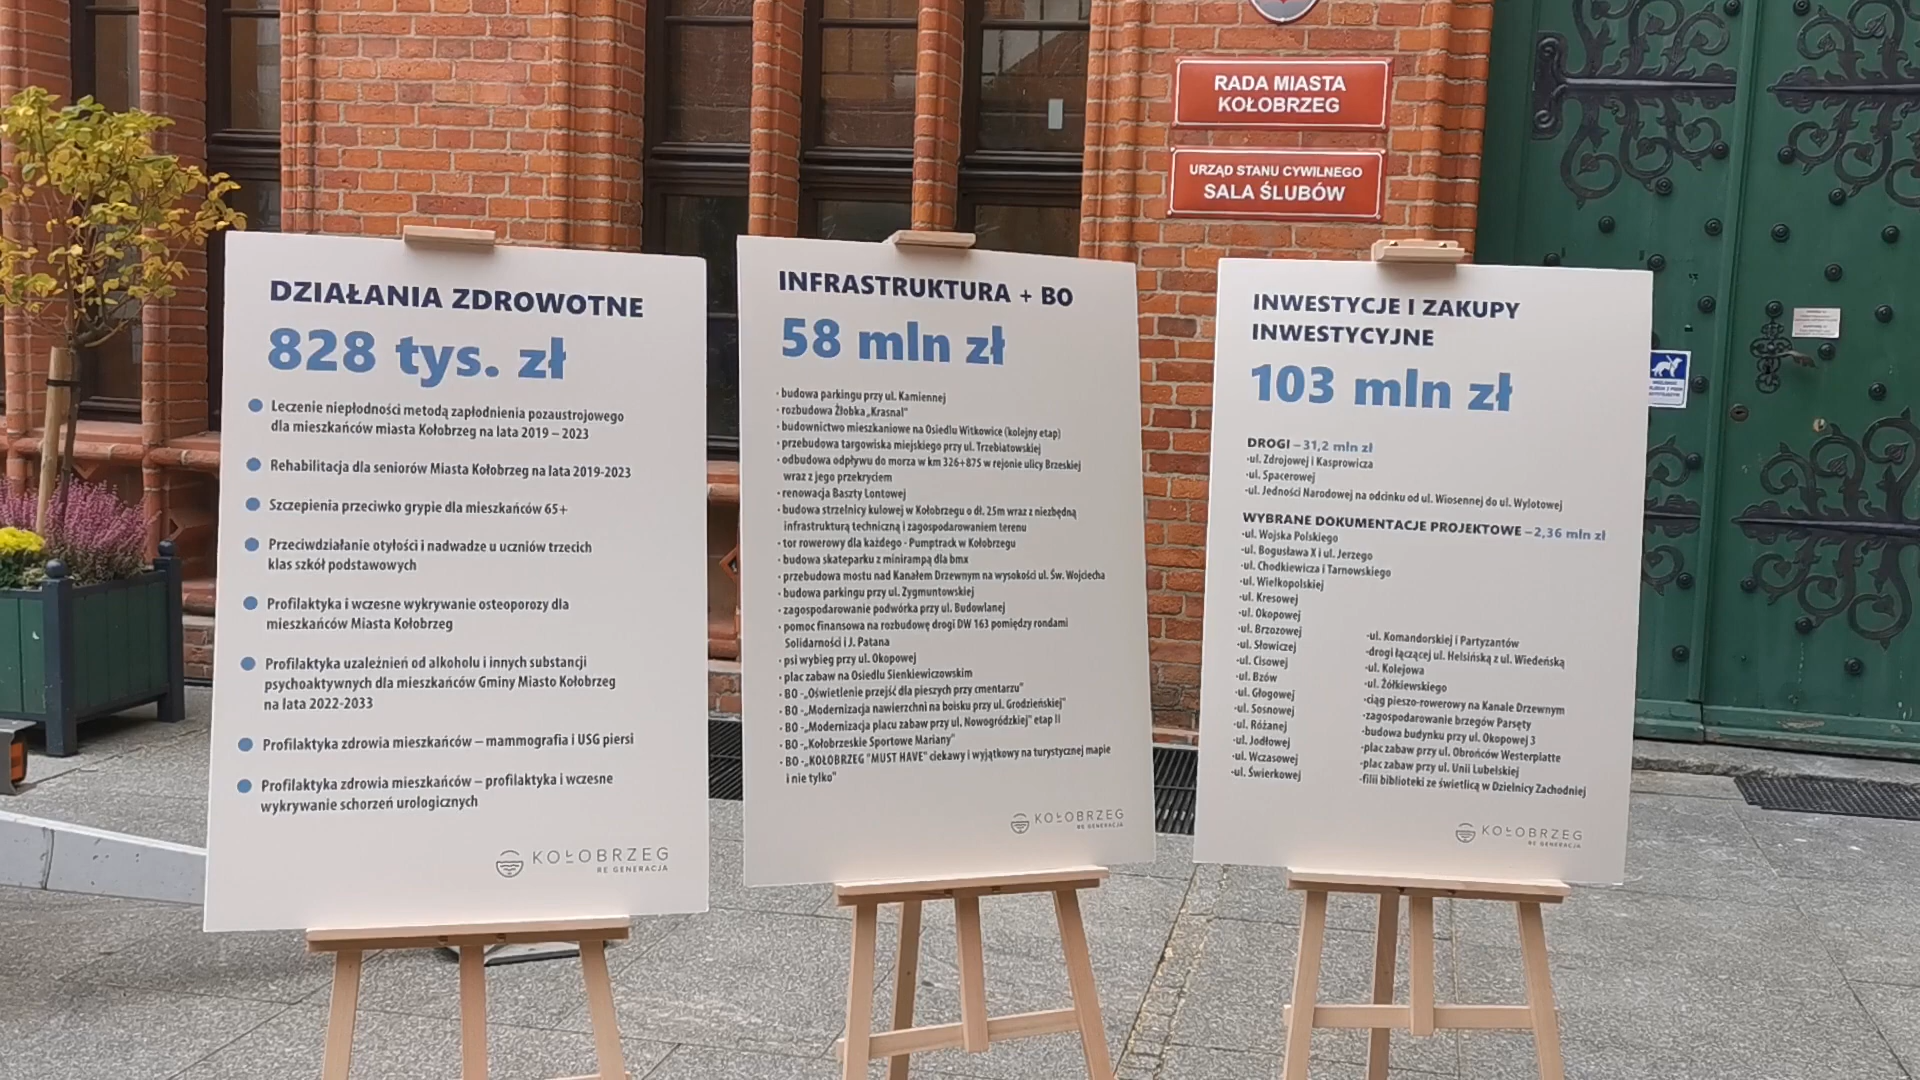 RADA MIASTA
KOŁOBRZEG
URZĄD STANU CYWILNEGO
SALA ŚLUBÓW
DZIAŁANIA ZDROWOTNE
828 tys. zł
Leczenie niepłodności metodą zapłodnienia pozaustrojowego
dla mieszkańców miasta Kołobrzeg na lata 2019 – 2023
Rehabilitacja dla seniorów Miasta Kołobrzeg na lata 2019-2023
Szczepienia przeciwko grypie dla mieszkańców 65+
Przeciwdziałanie otyłości i nadwadze u uczniów trzecich
klas szkół podstawowych
Profilaktyka i wczesne wykrywanie osteoporozy dla
mieszkańców Miasta Kołobrzeg
Profilaktyka uzależnień od alkoholu i innych substancji
psychoaktywnych dla mieszkańców Gminy Miasto Kołobrzeg
na lata 2022-2033
Profilaktyka zdrowia mieszkańców – mammografia i USG piersi
Profilaktyka zdrowia mieszkańców – profilaktyka i wczesne
wykrywanie schorzeń urologicznych
KOŁOBRZEG
RE GENERACJA
INFRASTRUKTURA + BO
58 mln zł
- budowa parkingu przy ul. Kamiennej
- rozbudowa Żłobka „Krasnal"
- budownictwo mieszkaniowe na Osiedlu Witkowice (kolejny etap)
- przebudowa targowiska miejskiego przy ul. Trzebiatowskiej
- odbudowa odpływu do morza w km 326+875 w rejonie ulicy Brzeskiej
wraz z jego przekryciem
- renowacja Baszty Lontowej
- budowa strzelnicy kulowej w Kołobrzegu o dł. 25m wraz z niezbędną
infrastrukturą techniczną i zagospodarowaniem terenu
- tor rowerowy dla każdego - Pumptrack w Kołobrzegu
- budowa skateparku z minirampą dla bmx
- przebudowa mostu nad Kanałem Drzewnym na wysokości ul. Św. Wojciecha
- budowa parkingu przy ul. Zygmuntowskiej
- zagospodarowanie podwórka przy ul. Budowlanej
- pomoc finansowa na rozbudowę drogi DW 163 pomiędzy rondami
Solidarności i J. Patana
- psi wybieg przy ul. Okopowej
- plac zabaw na Osiedlu Sienkiewiczowskim
- BO -„Oświetlenie przejść dla pieszych przy cmentarzu"
- BO -„Modernizacja nawierzchni na boisku przy ul. Grodzieńskiej"
- BO -„Modernizacja placu zabaw przy ul. Nowogródzkiej" etap II
- BO -„Kołobrzeskie Sportowe Mariany"
- BO -„KOŁOBRZEG "MUST HAVE" ciekawy i wyjątkowy na turystycznej mapie
i nie tylko"
KOŁOBRZEG
RE GENERACJA
INWESTYCJE I ZAKUPY
INWESTYCYJNE
103 mln zł
DROGI – 31,2 mln zł
-ul. Zdrojowej i Kasprowicza
-ul. Spacerowej
-ul. Jedności Narodowej na odcinku od ul. Wiosennej do ul. Wylotowej
WYBRANE DOKUMENTACJE PROJEKTOWE – 2,36 mln zł
-ul. Wojska Polskiego
-ul. Bogusława X i ul. Jerzego
-ul. Chodkiewicza i Tarnowskiego
-ul. Wielkopolskiej
-ul. Kresowej
-ul. Okopowej
-ul. Brzozowej
-ul. Słowiczej
-ul. Cisowej
-ul. Bzów
-ul. Głogowej
-ul. Sosnowej
-ul. Różanej
-ul. Jodłowej
-ul. Wczasowej
-ul. Świerkowej
-ul. Komandorskiej i Partyzantów
-drogi łączącej ul. Helsińską z ul. Wiedeńską
-ul. Kolejowa
-ul. Żółkiewskiego
-ciąg pieszo-rowerowy na Kanale Drzewnym
-zagospodarowanie brzegów Parsęty
-budowa budynku przy ul. Okopowej 3
-plac zabaw przy ul. Obrońców Westerplatte
-plac zabaw przy ul. Unii Lubelskiej
-filii biblioteki ze świetlicą w Dzielnicy Zachodniej
KOŁOBRZEG
RE GENERACJA